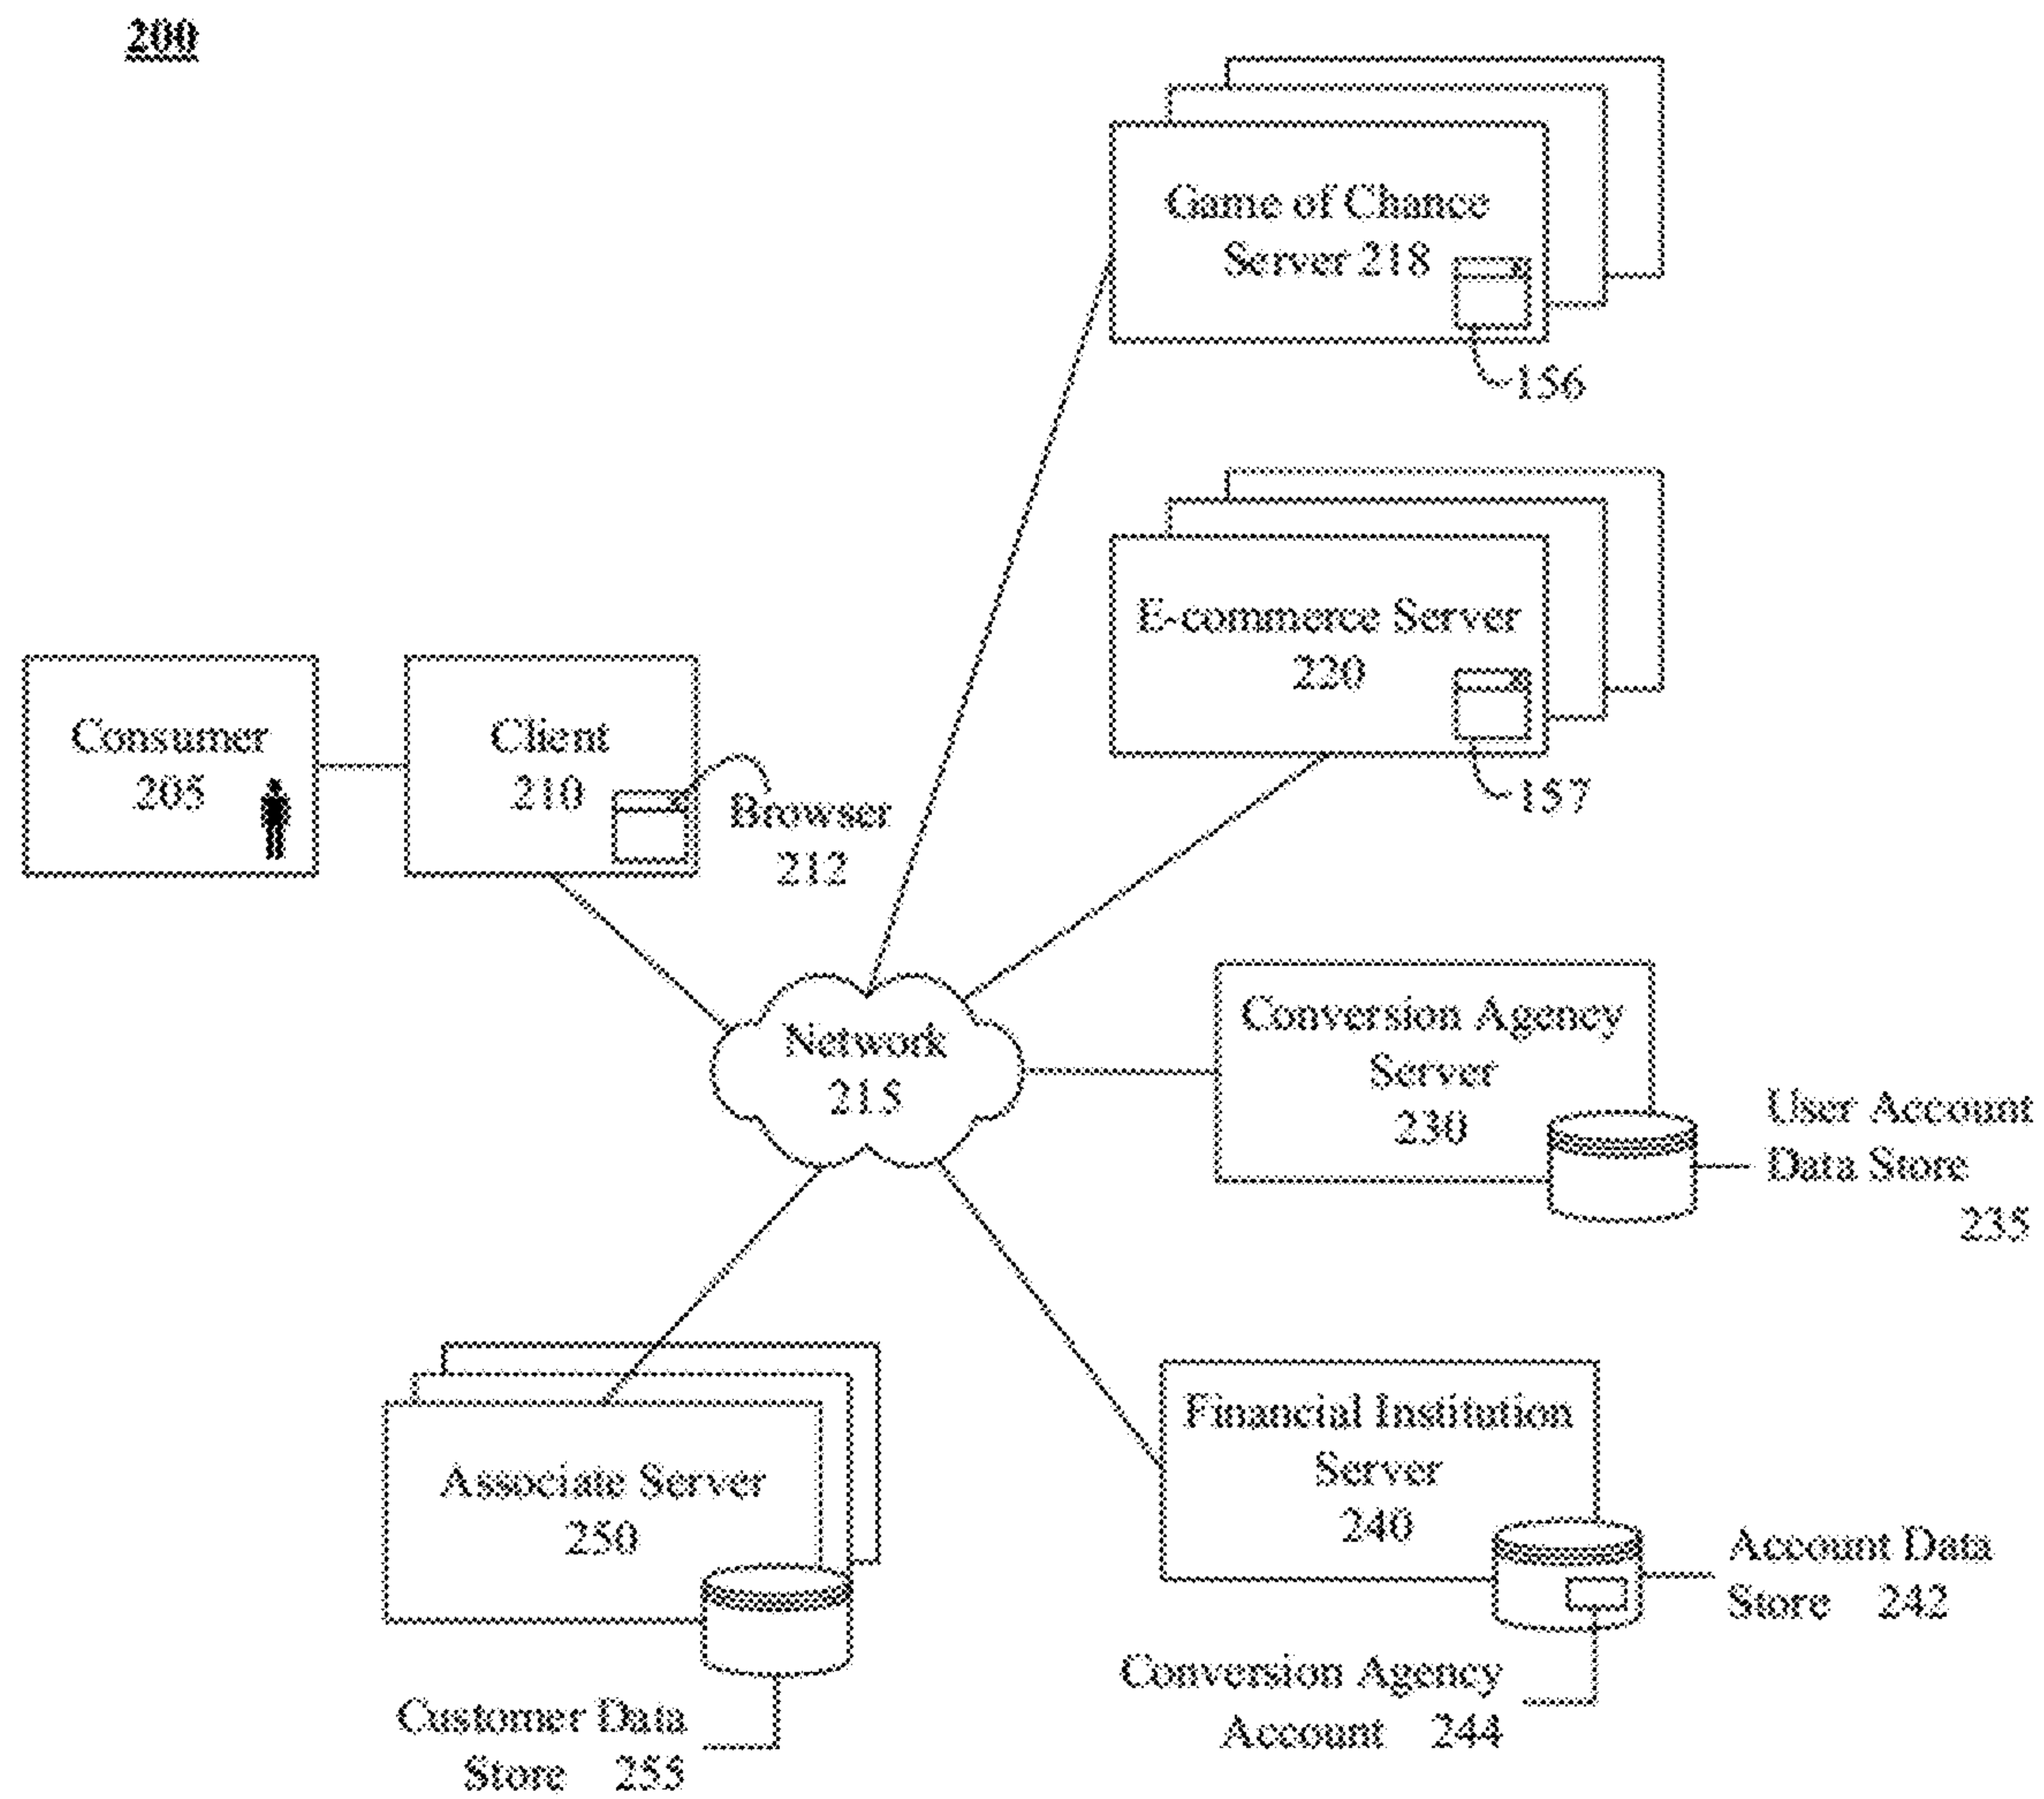 200
Game of Chance
Server 218
156
E-commerce Server
220
157
Consumer
205
Client
210
Browser
212
Network
215
Conversion Agency
Server
230
User Account
Data Store
235
Associate Server
250
Customer Data
Store 255
Financial Institution
Server
240
Account Data
Store 242
Conversion Agency
Account 244